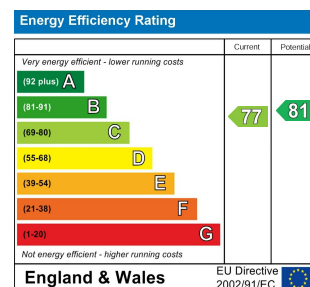 Energy Efficiency Rating
Current Potential
Very energy efficient - lower running costs
(92 plus) A
(81-91) B
(69-80) C
(55-68) D
(39-54) E
(21-38) F
(1-20) G
77
81
Not energy efficient - higher running costs
England & Wales
EU Directive
2002/91/EC